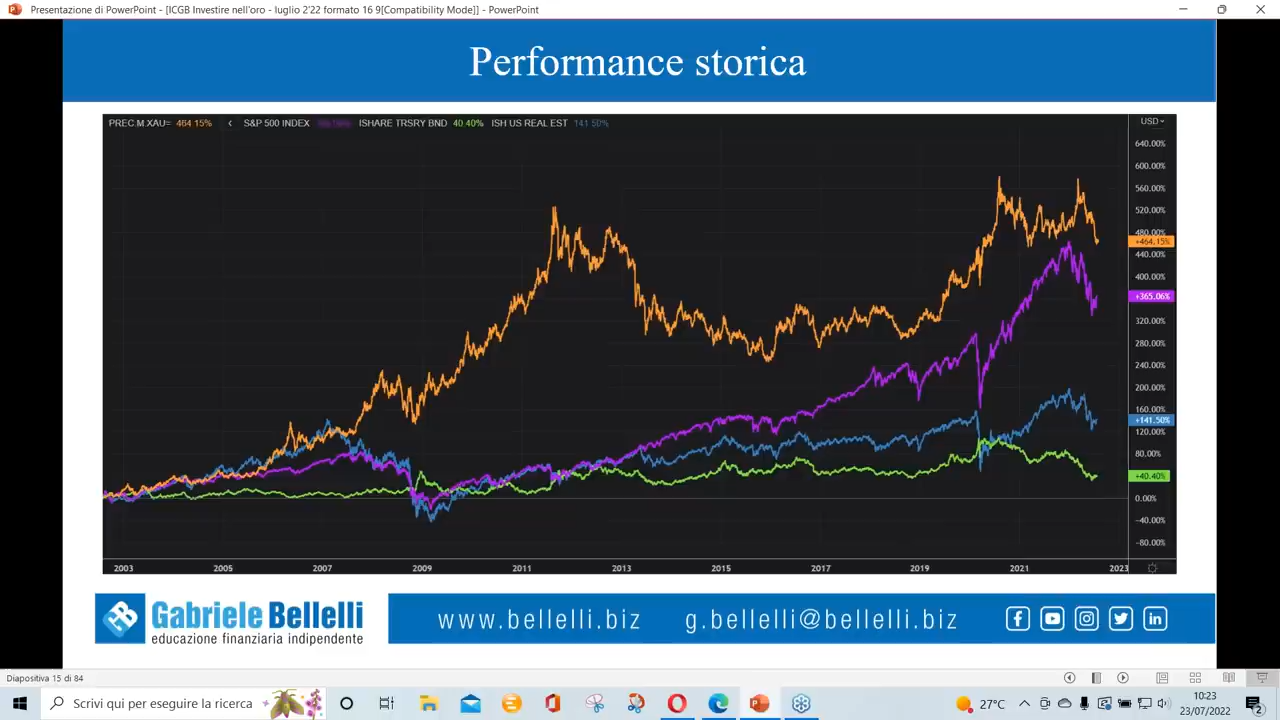 Presentazione di PowerPoint - [ICGB Investire nell'oro - luglio 2'22 formato 16 9[Compatibility Mode]] - PowerPoint
Performance storica
PREC.M.XAU= 464.15% ‹ S&P 500 INDEX ISHARE TRSRY BND 40.40% ISH US REAL EST 141.50%
USD
640.00%
600.00%
560.00%
520.00%
480.00%
+464.15%
440.00%
400.00%
+365.06%
320.00%
280.00%
240.00%
200.00%
160.00%
+141.50%
120.00%
80.00%
+40.40%
0.00%
-40.00%
-80.00%
2003 2005 2007 2009 2011 2013 2015 2017 2019 2021 2023
Gabriele Bellelli
educazione finanziaria indipendente
www.bellelli.biz g.bellelli@bellelli.biz
Diapositiva 15 di 84
Scrivi qui per eseguire la ricerca
27°C
10:23
23/07/2022
2